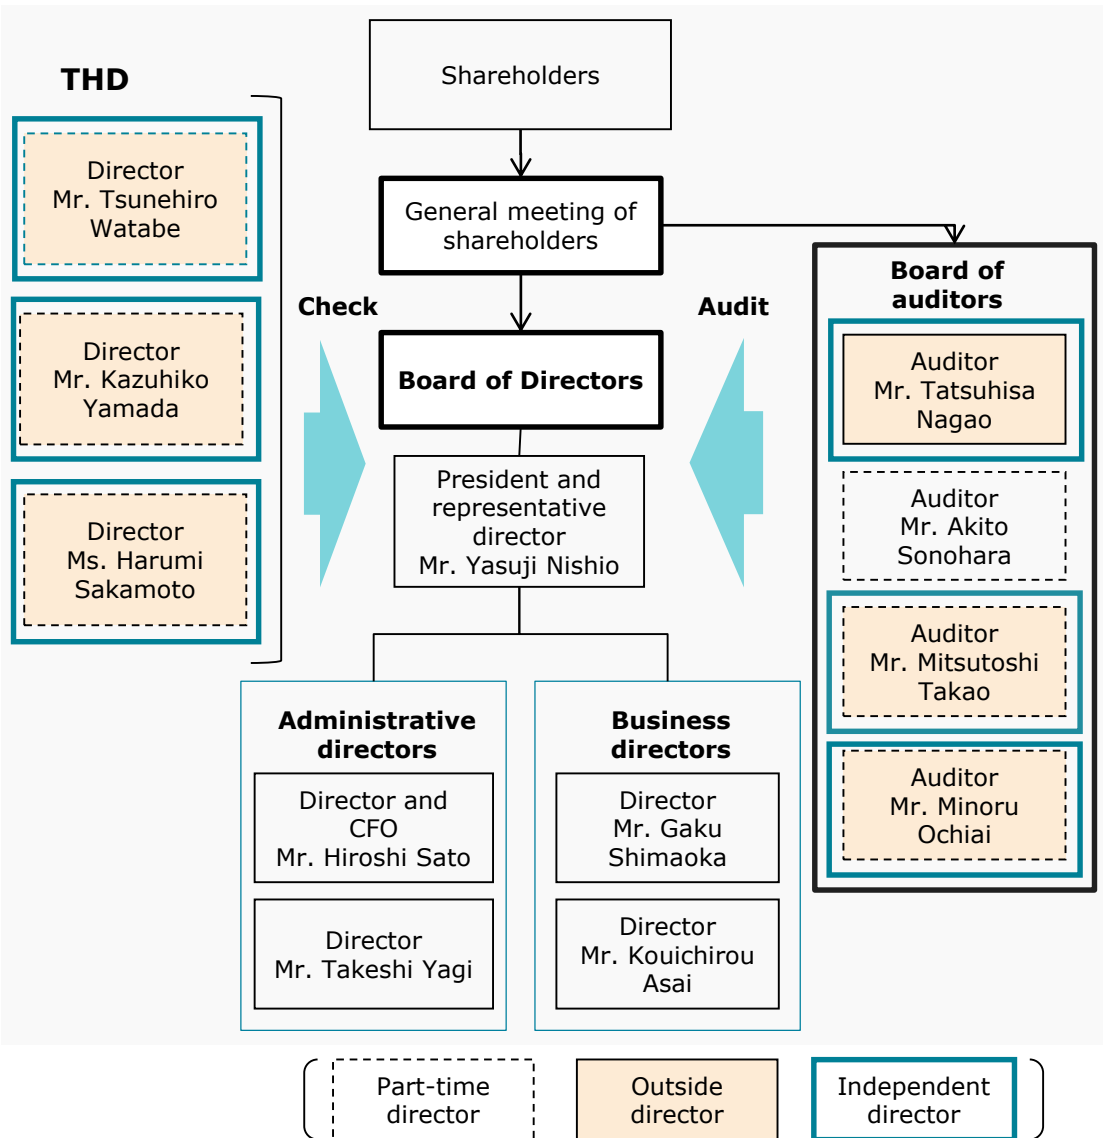 THD
Director
Mr. Tsunehiro
Watabe
Director
Mr. Kazuhiko
Yamada
Director
Ms. Harumi
Sakamoto
Shareholders
General meeting of
shareholders
Check
Audit
Board of Directors
President and
representative
director
Mr. Yasuji Nishio
Administrative
directors
Director and
CFO
Mr. Hiroshi Sato
Director
Mr. Takeshi Yagi
Business
directors
Director
Mr. Gaku
Shimaoka
Director
Mr. Kouichirou
Asai
Board of
auditors
Auditor
Mr. Tatsuhisa
Nagao
Auditor
Mr. Akito
Sonohara
Auditor
Mr. Mitsutoshi
Takao
Auditor
Mr. Minoru
Ochiai
Part-time
director
Outside
director
Independent
director